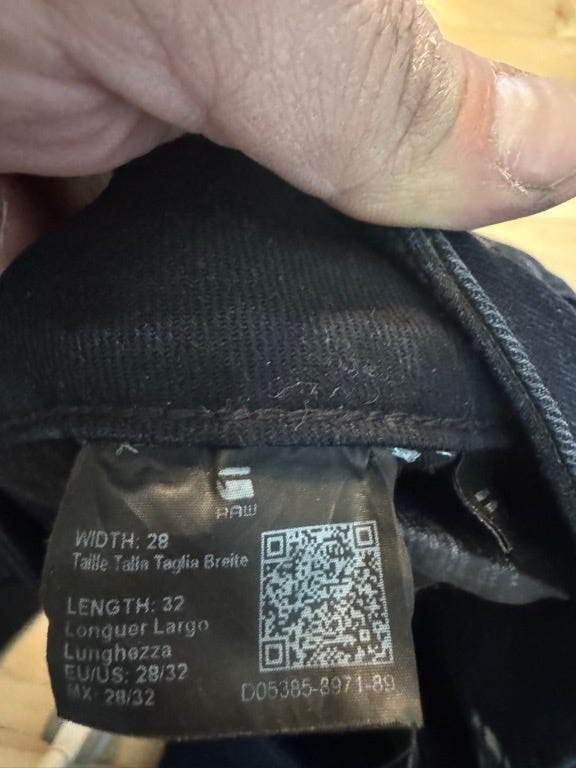 RAW
WIDTH: 28
Taille Talla Taglia Breite
LENGTH: 32
Longuer Largo
Lunghezza
EU/US: 28/32
MX: 28/32
D05385-8971-89